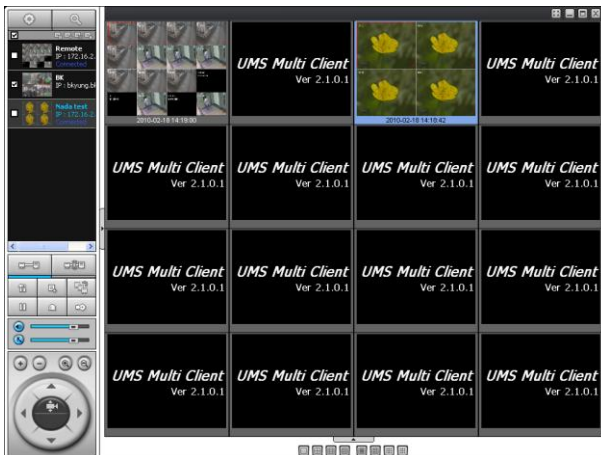 Remote
IP : 172.16.2.
Connected
BK
IP : bkyung.bk
Nada test
IP : 172.16.2.
Connected
2010-02-18 14:19:00
UMS Multi Client
Ver 2.1.0.1
2010-02-18 14:18:42
UMS Multi Client
Ver 2.1.0.1
UMS Multi Client
Ver 2.1.0.1
UMS Multi Client
Ver 2.1.0.1
UMS Multi Client
Ver 2.1.0.1
UMS Multi Client
Ver 2.1.0.1
UMS Multi Client
Ver 2.1.0.1
UMS Multi Client
Ver 2.1.0.1
UMS Multi Client
Ver 2.1.0.1
UMS Multi Client
Ver 2.1.0.1
UMS Multi Client
Ver 2.1.0.1
UMS Multi Client
Ver 2.1.0.1
UMS Multi Client
Ver 2.1.0.1
UMS Multi Client
Ver 2.1.0.1